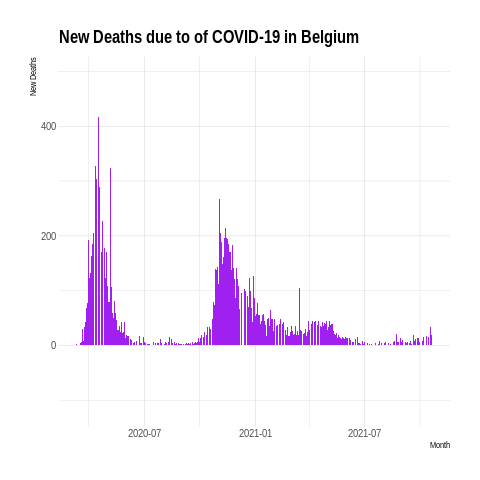 New Deaths due to of COVID-19 in Belgium
New Deaths
400
200
0
2020-07 2021-01 2021-07
Month